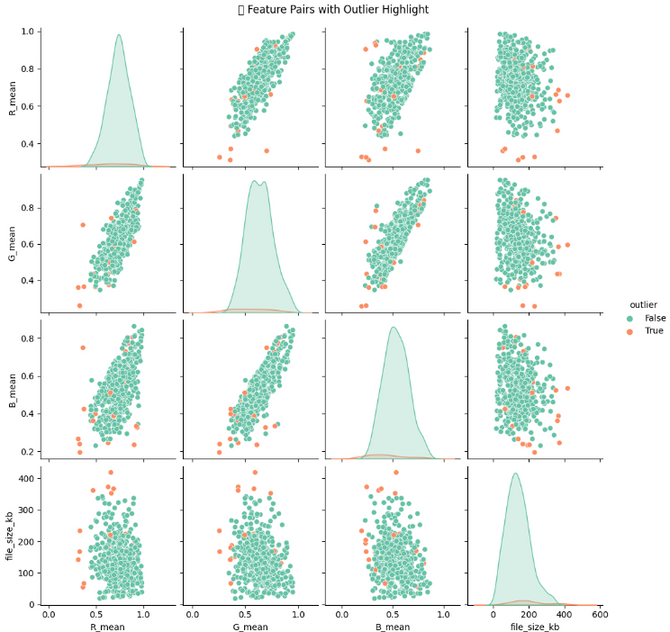 ▯ Feature Pairs with Outlier Highlight
1.0
0.8
R_mean
0.6
0.4
0.8
G_mean
0.6
0.4
outlier
False
True
0.8
B_mean
0.6
0.4
0.2
400
file_size_kb
300
200
100
0
0.0 0.5 1.0 0.0 0.5 1.0 0.0 0.5 1.0 0 200 400 600
R_mean G_mean B_mean file_size_kb